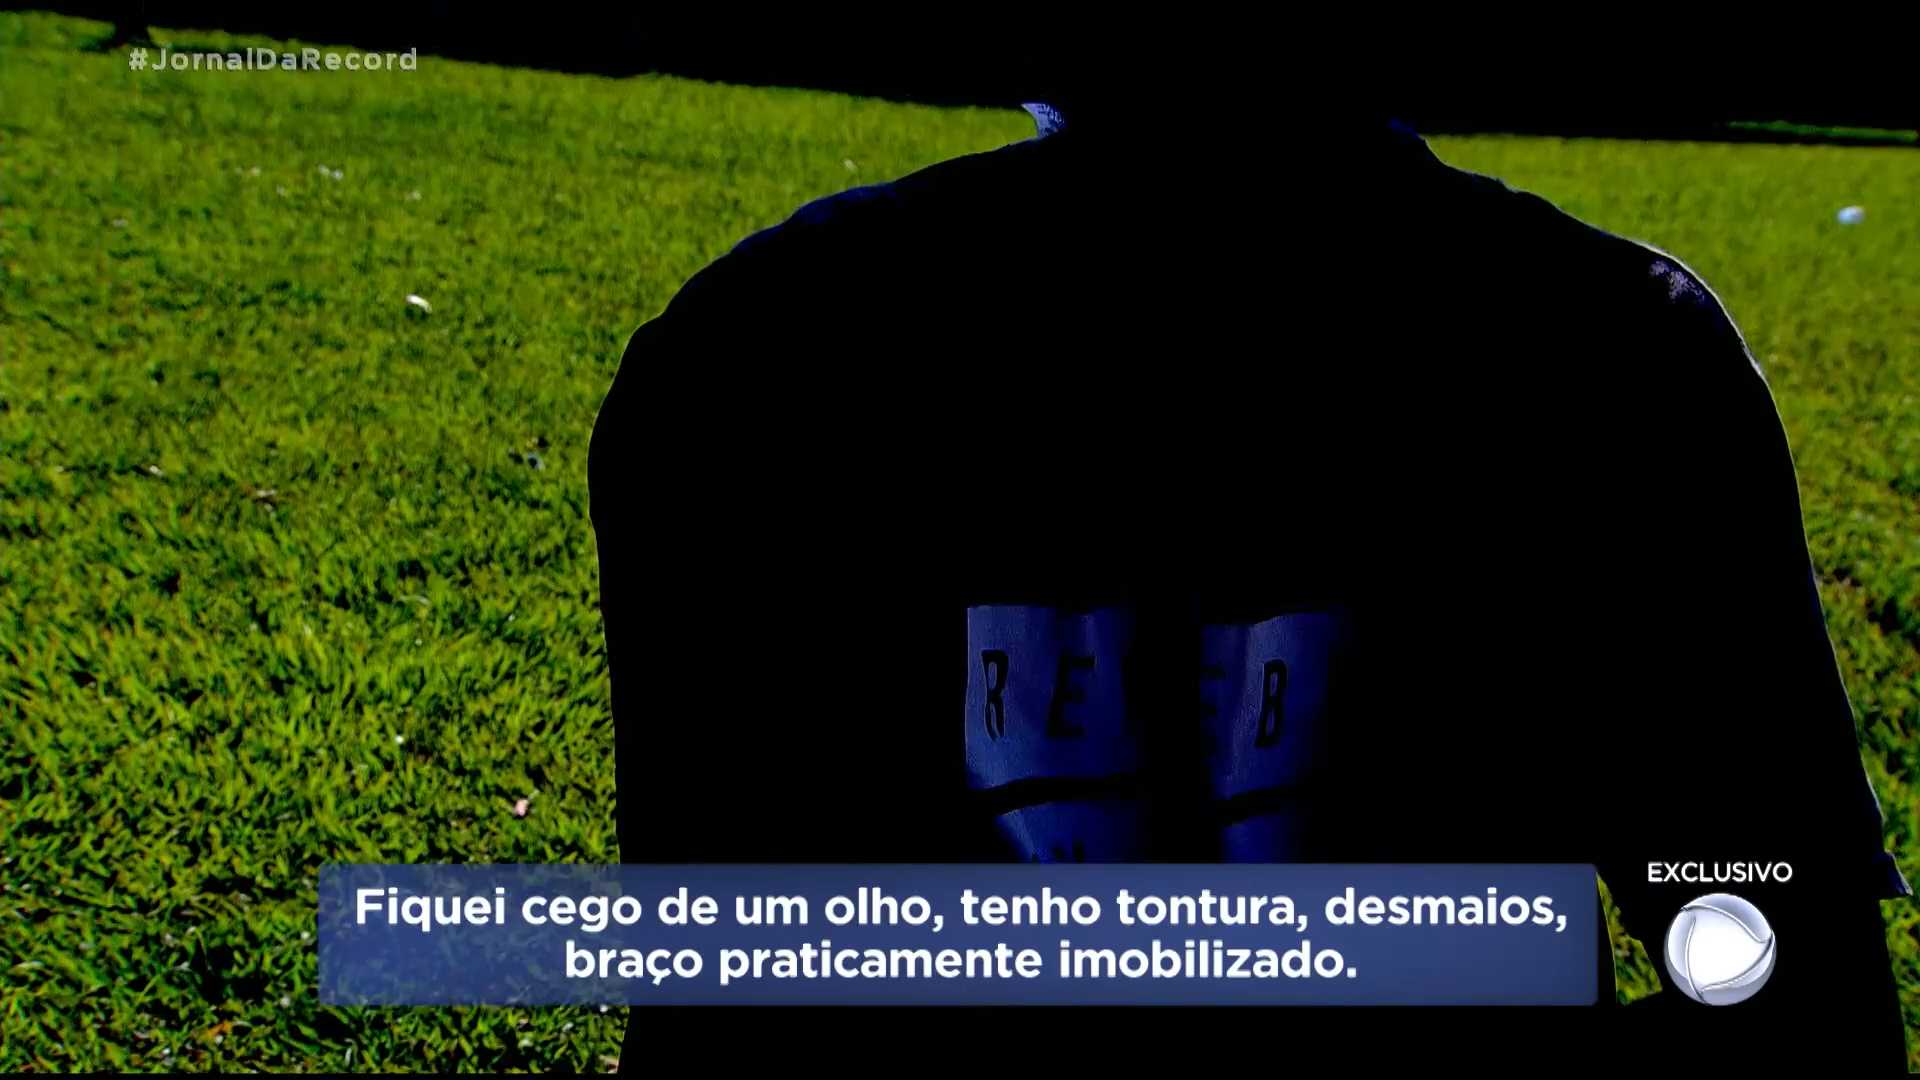 #JornalDaRecord
R E E B
EXCLUSIVO
Fiquei cego de um olho, tenho tontura, desmaios,
braço praticamente imobilizado.